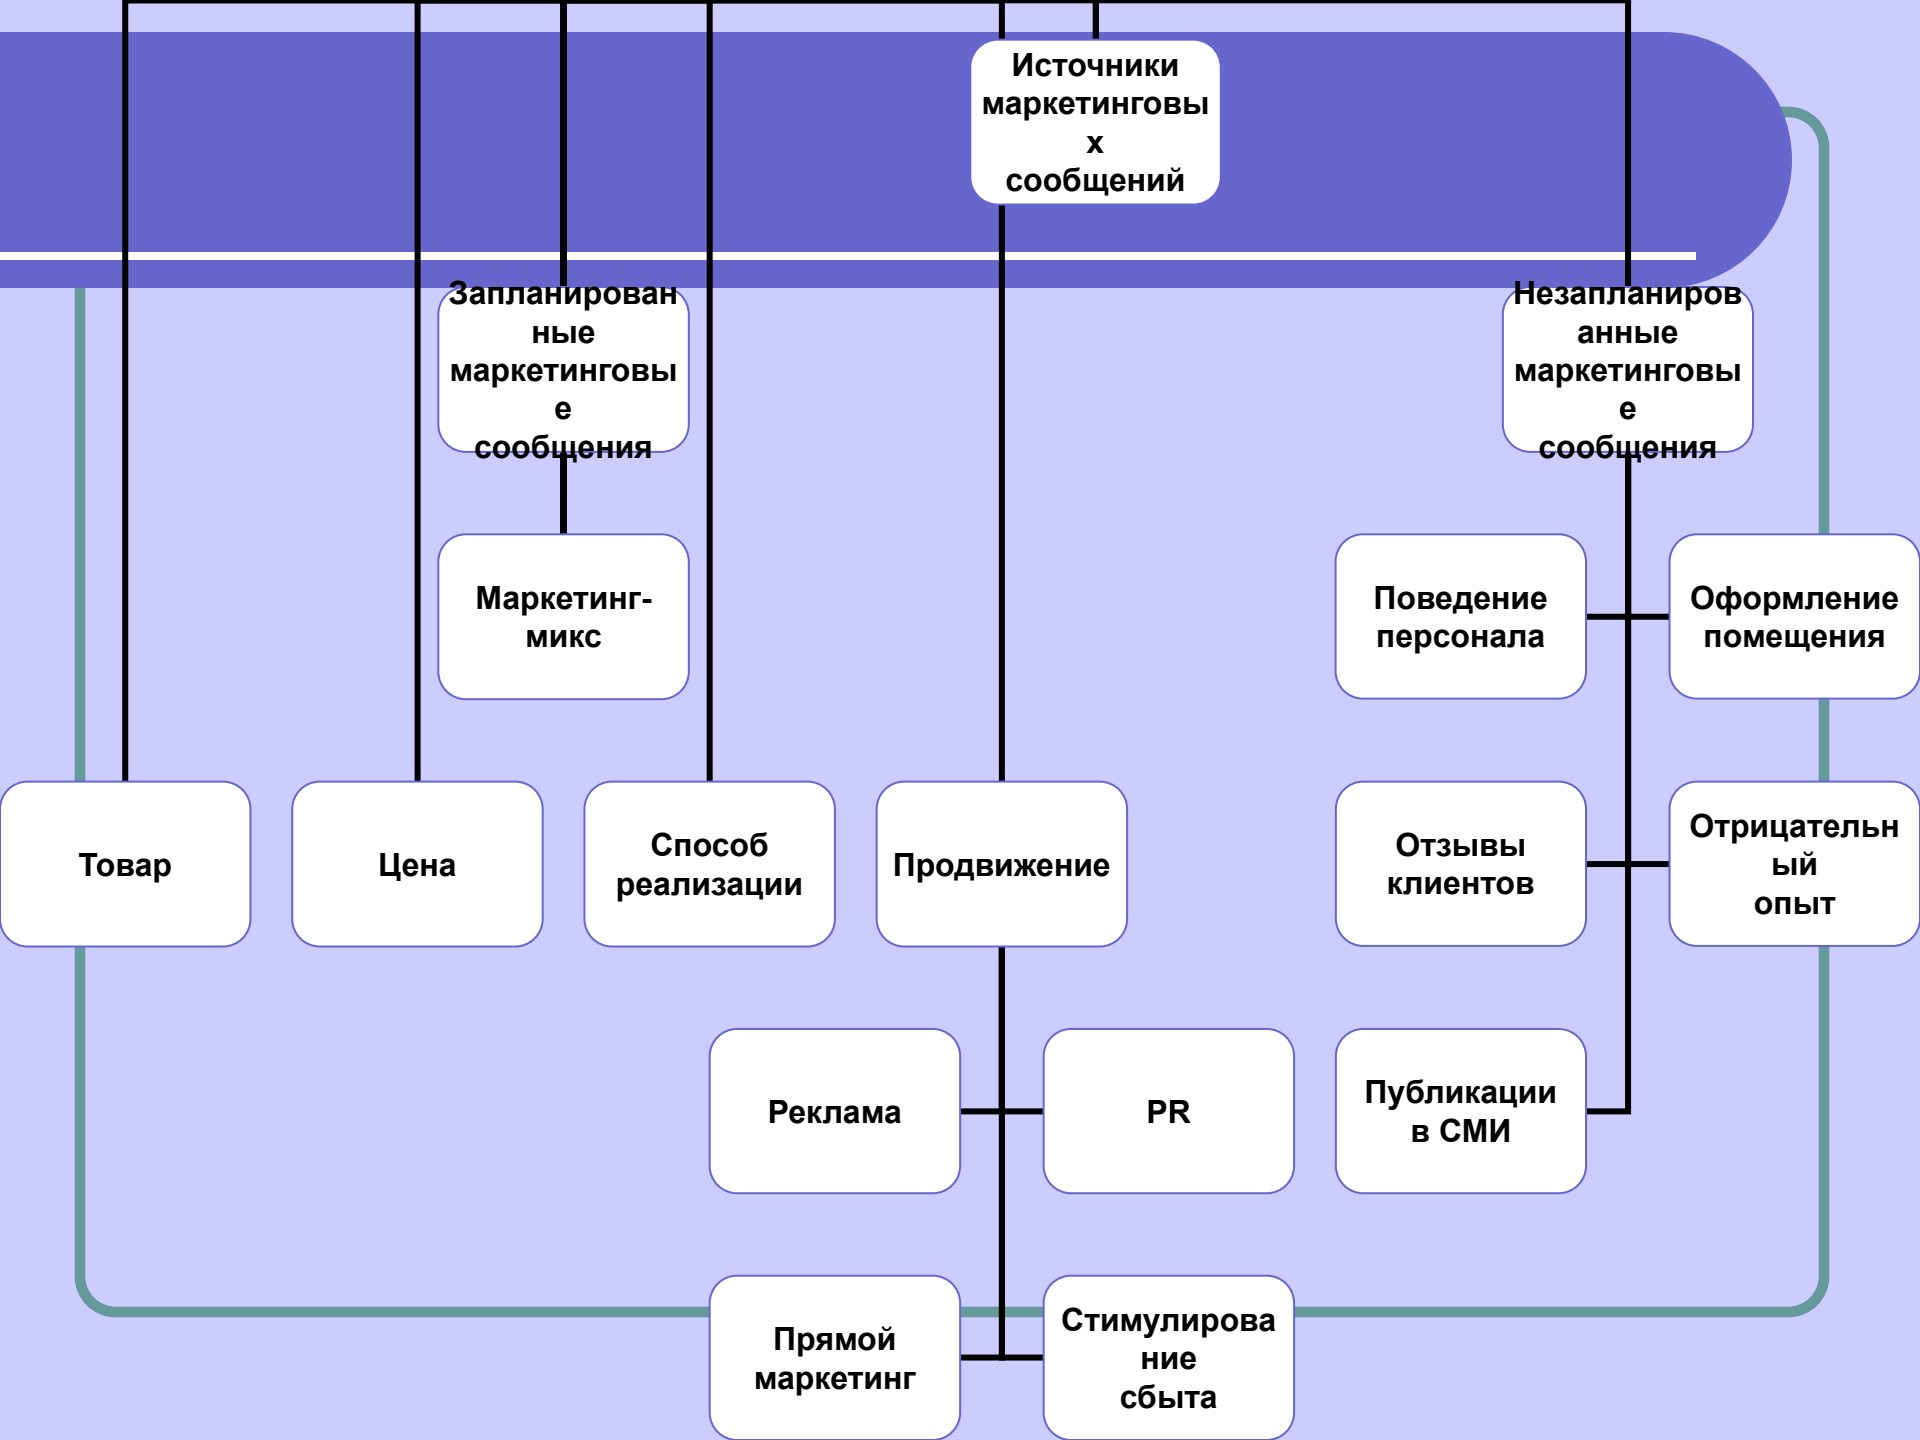 Источники
маркетинговы
х
сообщений
Запланирован
ные
маркетинговы
е
сообщения
Незапланиров
анные
маркетинговы
е
сообщения
Маркетинг-
микс
Поведение
персонала
Оформление
помещения
Товар
Цена
Способ
реализации
Продвижение
Отзывы
клиентов
Отрицательн
ый
опыт
Реклама
PR
Публикации
в СМИ
Прямой
маркетинг
Стимулирова
ние
сбыта